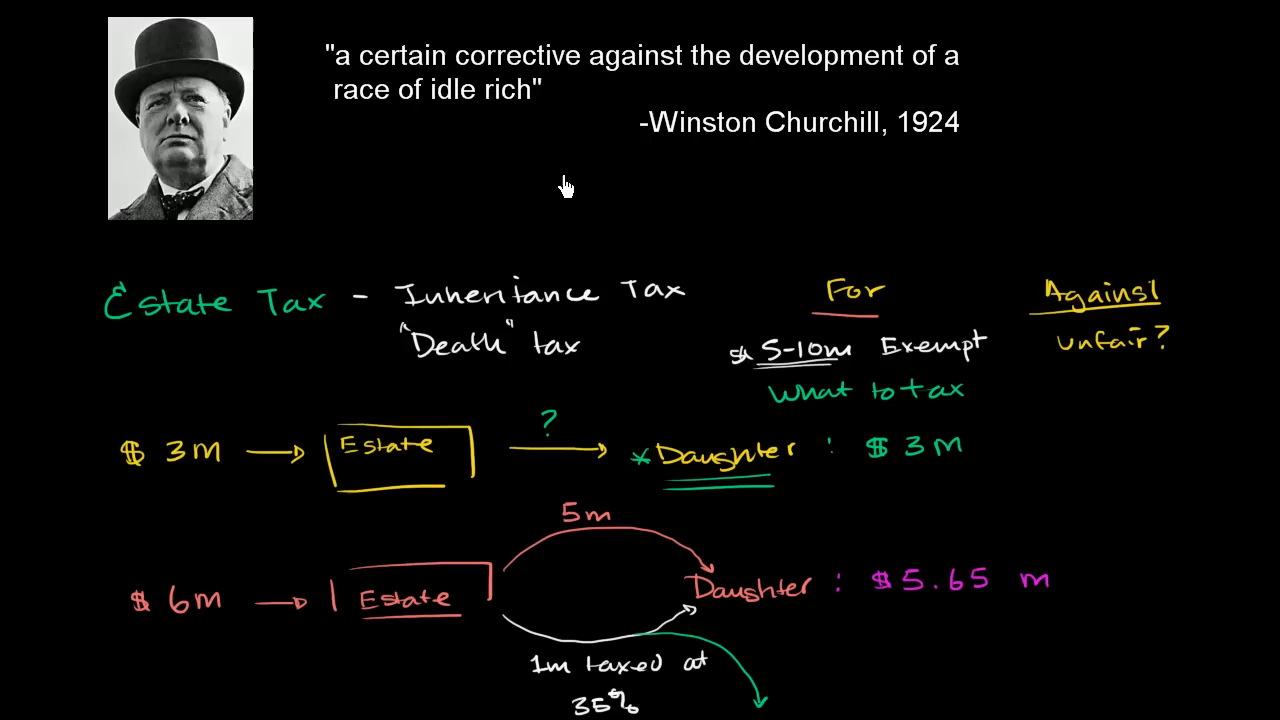 "a certain corrective against the development of a
race of idle rich"
-Winston Churchill, 1924
Estate Tax - Inheritance Tax
"Death" tax
For
* 5-10m Exempt
What to tax
Against
unfair?
$ 3m → Estate ? → *Daughter : $ 3m
5m
$ 6m → Estate Daughter : $5.65 m
1m taxed at
35%